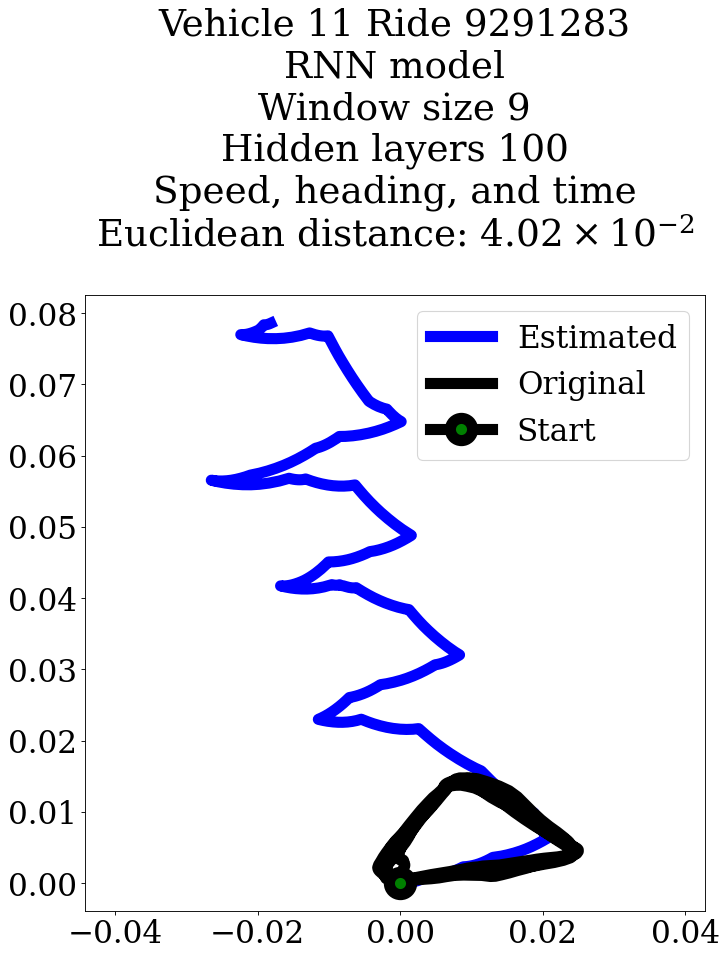 Vehicle 11 Ride 9291283
RNN model
Window size 9
Hidden layers 100
Speed, heading, and time
Euclidean distance: 4.02 × 10⁻²
0.08
0.07
0.06
0.05
0.04
0.03
0.02
0.01
0.00
Estimated
Original
Start
−0.04
−0.02
0.00
0.02
0.04